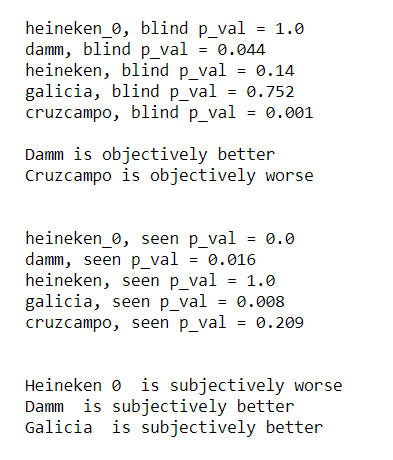 heineken_0, blind p_val = 1.0
damm, blind p_val = 0.044
heineken, blind p_val = 0.14
galicia, blind p_val = 0.752
cruzcampo, blind p_val = 0.001
Damm is objectively better
Cruzcampo is objectively worse
heineken_0, seen p_val = 0.0
damm, seen p_val = 0.016
heineken, seen p_val = 1.0
galicia, seen p_val = 0.008
cruzcampo, seen p_val = 0.209
Heineken 0  is subjectively worse
Damm  is subjectively better
Galicia  is subjectively better